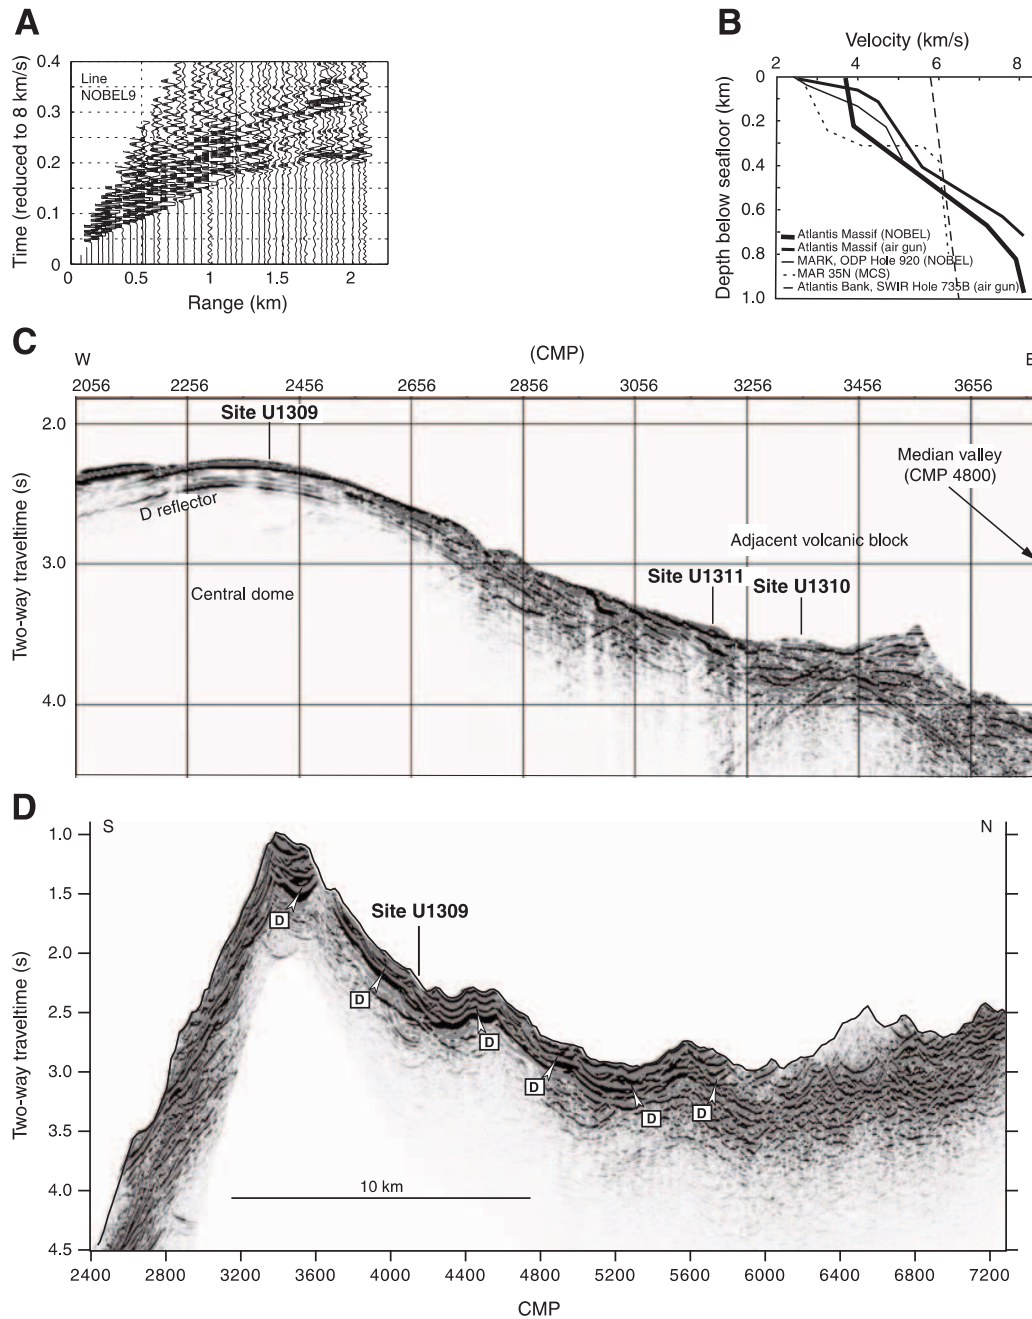 A
Time (reduced to 8 km/s)
0.4
0.3
0.2
0.1
0
Line
NOBEL9
0
1
2
Range (km)
B
Velocity (km/s)
2
4
6
8
Depth below seafloor (km)
0
0.2
0.4
0.6
0.8
1.0
Atlantis Massif (NOBEL)
Atlantis Massif (air gun)
MARK, ODP Hole 920 (NOBEL)
MAR 35N (MCS)
Atlantis Bank, SWIR Hole 735B (air gun)
C
W
(CMP)
E
2056 2256 2456 2656 2856 3056 3256 3456 3656
Two-way traveltime (s)
2.0
3.0
4.0
Site U1309
D reflector
Central dome
Median valley
(CMP 4800)
Adjacent volcanic block
Site U1311
Site U1310
D
S
N
Two-way traveltime (s)
1.0
1.5
2.0
2.5
3.0
3.5
4.0
4.5
Site U1309
D
D
D
D
D
D
10 km
2400 2800 3200 3600 4000 4400 4800 5200 5600 6000 6400 6800 7200
CMP